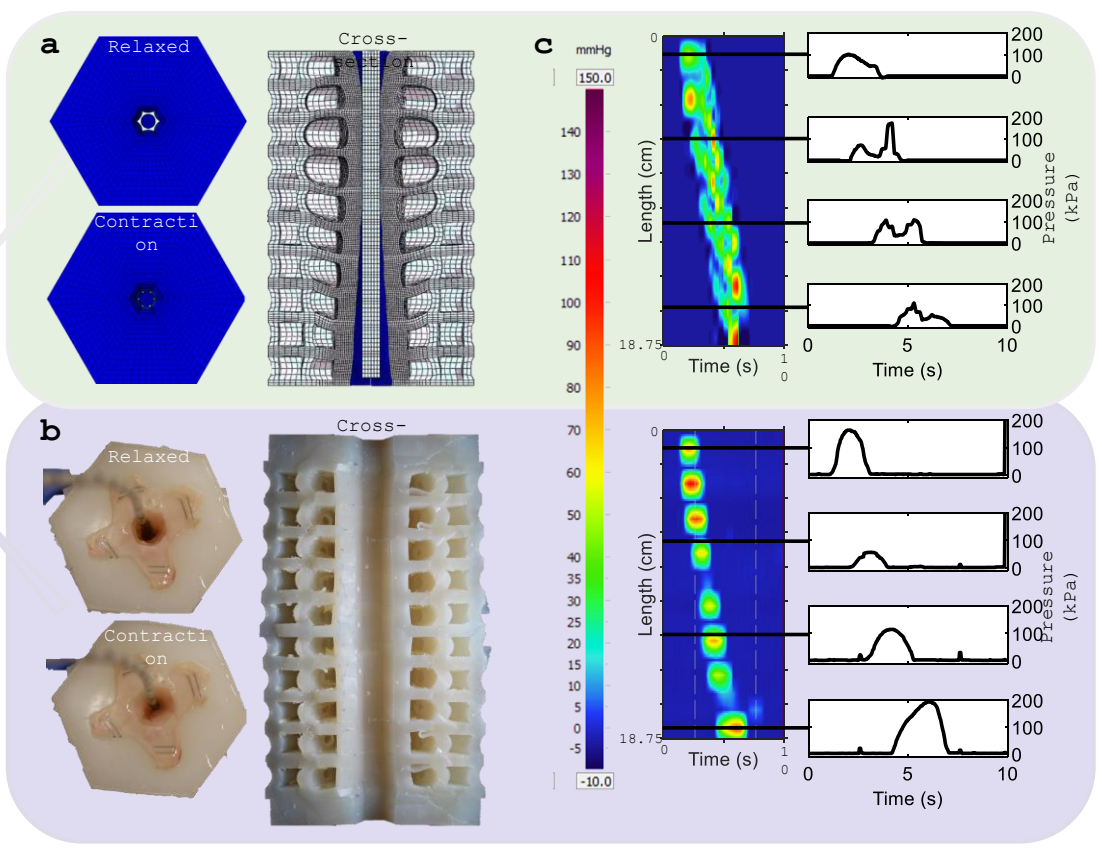 a
Relaxed
Contracti
on
Cross-
section
c
mmHg
150.0
140
130
120
110
100
90
80
70
60
50
40
35
30
25
20
15
10
5
0
-5
-10.0
0
Length (cm)
18.75
0
Time (s)
1
0
200
100
0
200
100
0
200
100
0
200
100
0
Pressure
(kPa)
0
5
10
Time (s)
b
Relaxed
Contracti
on
Cross-
0
Length (cm)
18.75
0
Time (s)
1
0
200
100
0
200
100
0
200
100
0
200
100
0
Pressure
(kPa)
0
5
10
Time (s)